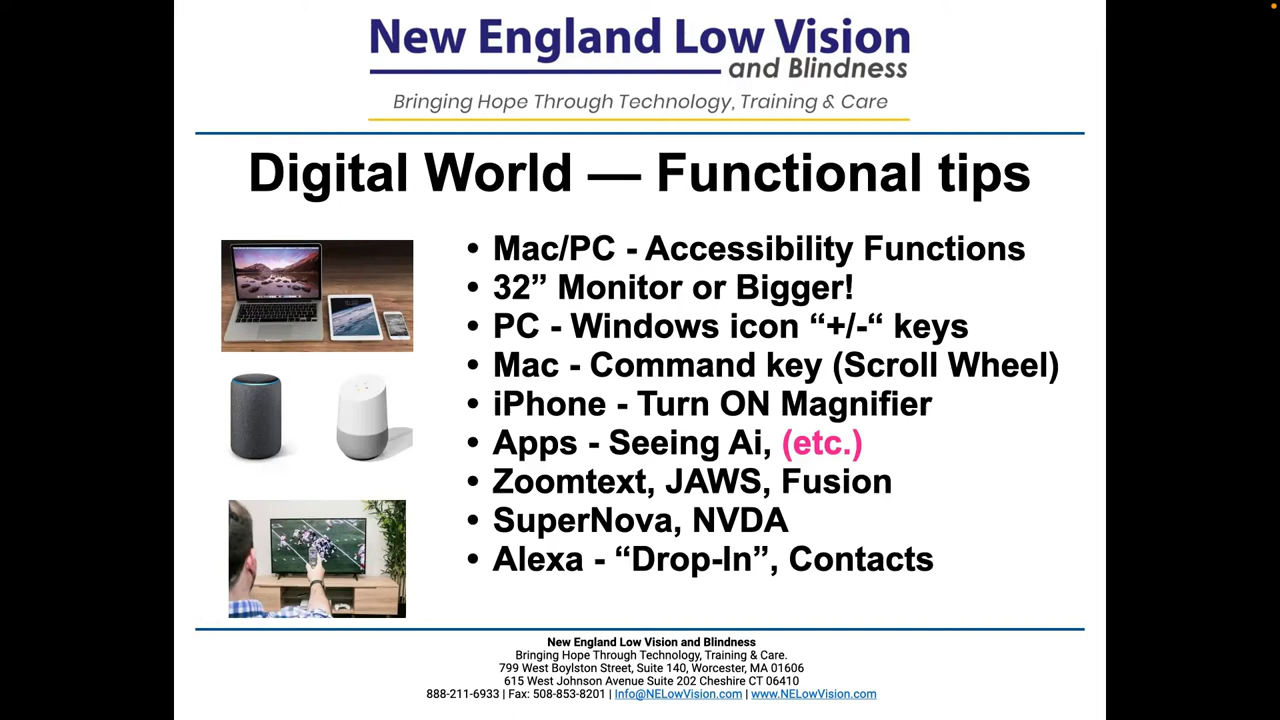 New England Low Vision
and Blindness
Bringing Hope Through Technology, Training & Care
Digital World — Functional tips
• Mac/PC - Accessibility Functions
• 32” Monitor or Bigger!
• PC - Windows icon “+/-“ keys
• Mac - Command key (Scroll Wheel)
• iPhone - Turn ON Magnifier
• Apps - Seeing Ai, (etc.)
• Zoomtext, JAWS, Fusion
• SuperNova, NVDA
• Alexa - “Drop-In”, Contacts
New England Low Vision and Blindness
Bringing Hope Through Technology, Training & Care.
799 West Boylston Street, Suite 140, Worcester, MA 01606
615 West Johnson Avenue Suite 202 Cheshire CT 06410
888-211-6933 | Fax: 508-853-8201 | Info@NELowVision.com | www.NELowVision.com